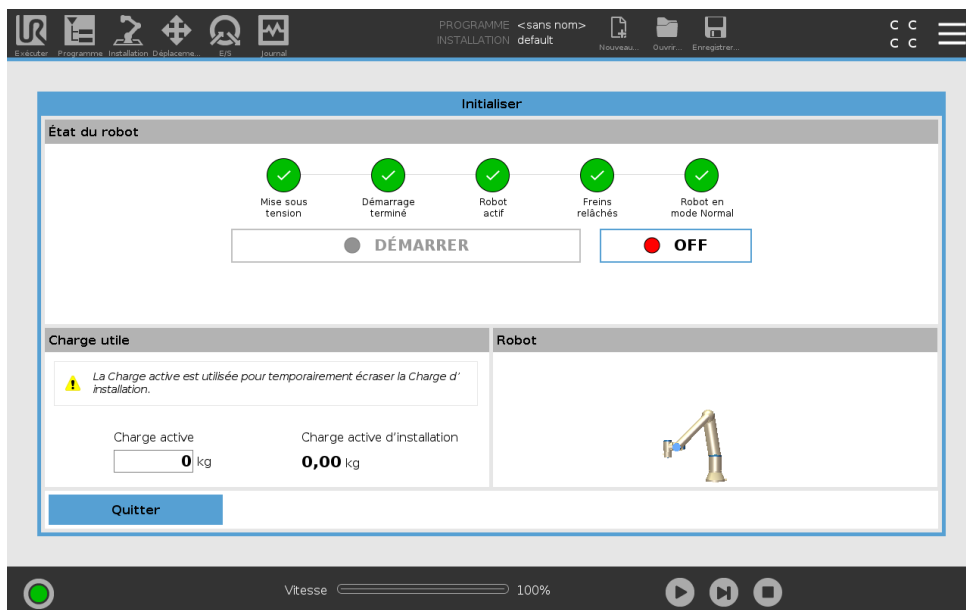 UR
PROGRAMME <sans nom>
INSTALLATION default
C C
C C
Exécuter Programme Installation Déplaceme... E/S Journal Nouveau... Ouvrir... Enregistrer...
Initialiser
État du robot
Mise sous
tension
Démarrage
terminé
Robot
actif
Freins
relâchés
Robot en
mode Normal
DÉMARRER
OFF
Charge utile
Robot
La Charge active est utilisée pour temporairement écraser la Charge d'
installation.
Charge active
Charge active d'installation
0 kg
0,00 kg
Quitter
Vitesse 100%